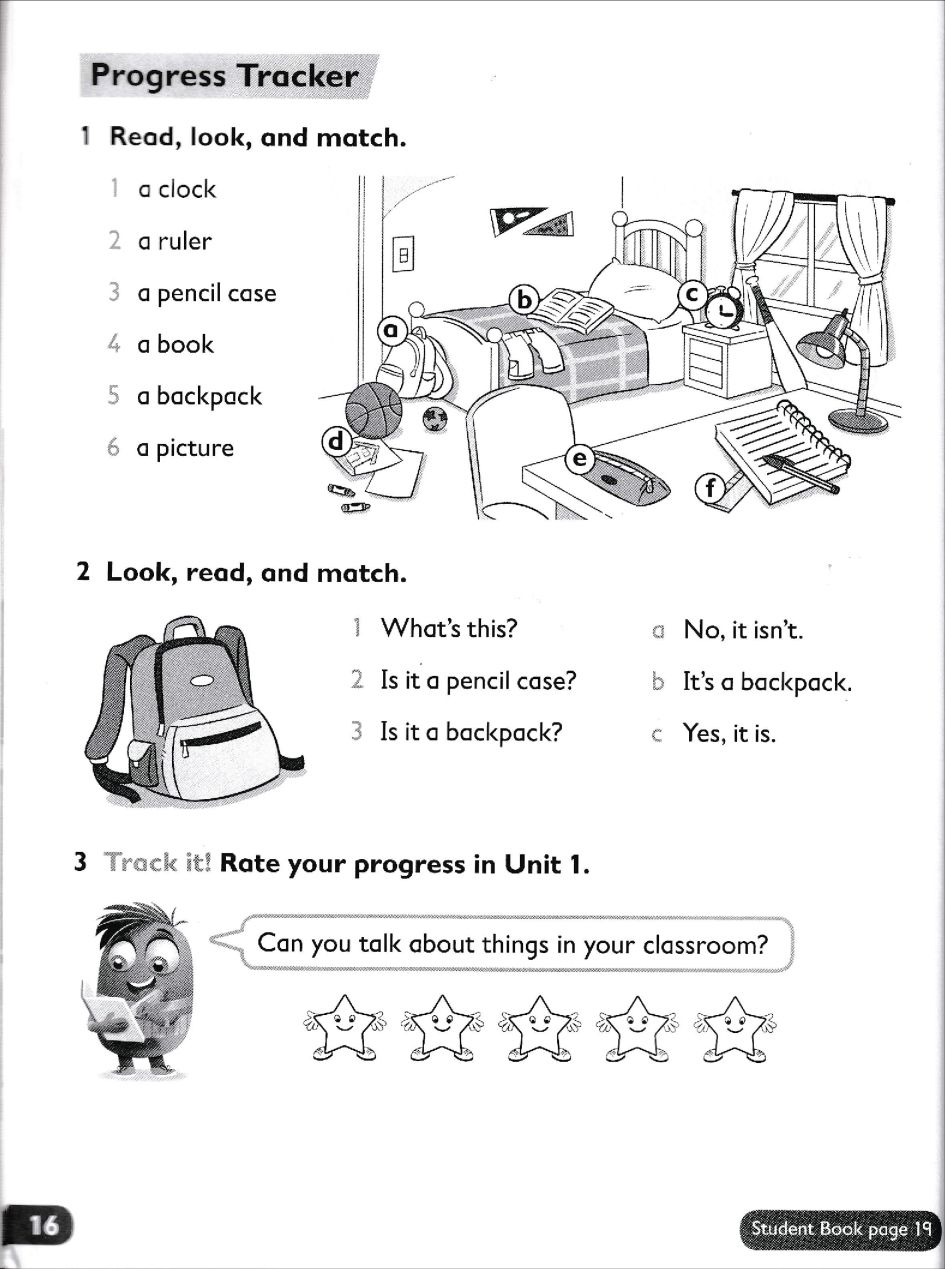 Progress Tracker
1 Read, look, and match.
1 a clock
2 a ruler
3 a pencil case
4 a book
5 a backpack
6 a picture
a
b
c
d
e
f
2 Look, read, and match.
1 What's this?
2 Is it a pencil case?
3 Is it a backpack?
a No, it isn't.
b It's a backpack.
c Yes, it is.
3 Track it! Rate your progress in Unit 1.
Can you talk about things in your classroom?
16
Student Book page 19